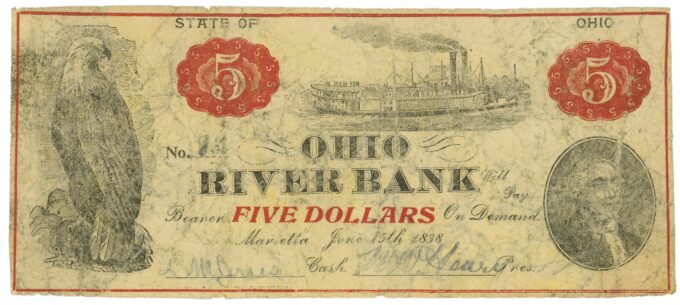 STATE OF OHIO
5 5
No.
OHIO
RIVER BANK Will Pay
Bearer FIVE DOLLARS On Demand.
Marietta June 15th 1838
Cash. Pres.